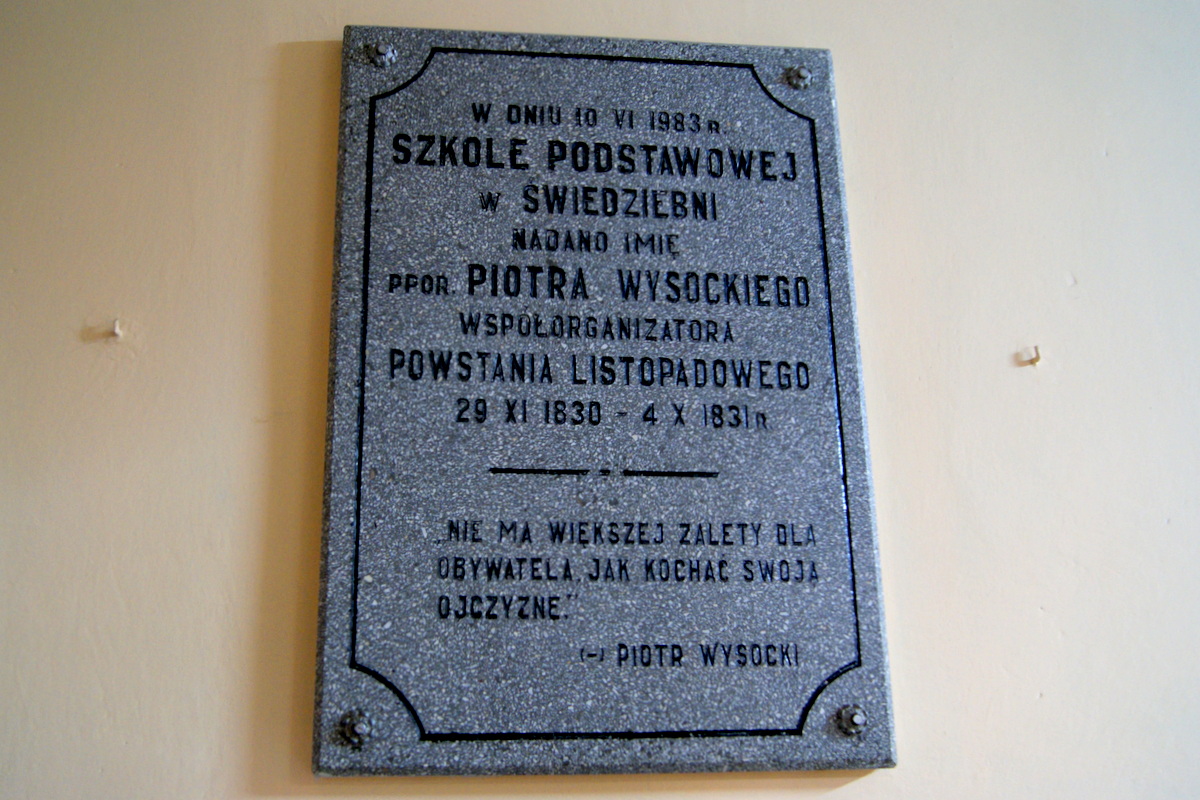 W DNIU 10 VI 1983 R.
SZKOLE PODSTAWOWEJ
W ŚWIEDZIEBNI
NADANO IMIĘ
PPOR. PIOTRA WYSOCKIEGO
WSPÓŁORGANIZATORA
POWSTANIA LISTOPADOWEGO
29 XI 1830 - 4 X 1831 R.
„NIE MA WIĘKSZEJ ZALETY DLA
OBYWATELA, JAK KOCHAĆ SWOJĄ
OJCZYZNĘ."
(-) PIOTR WYSOCKI